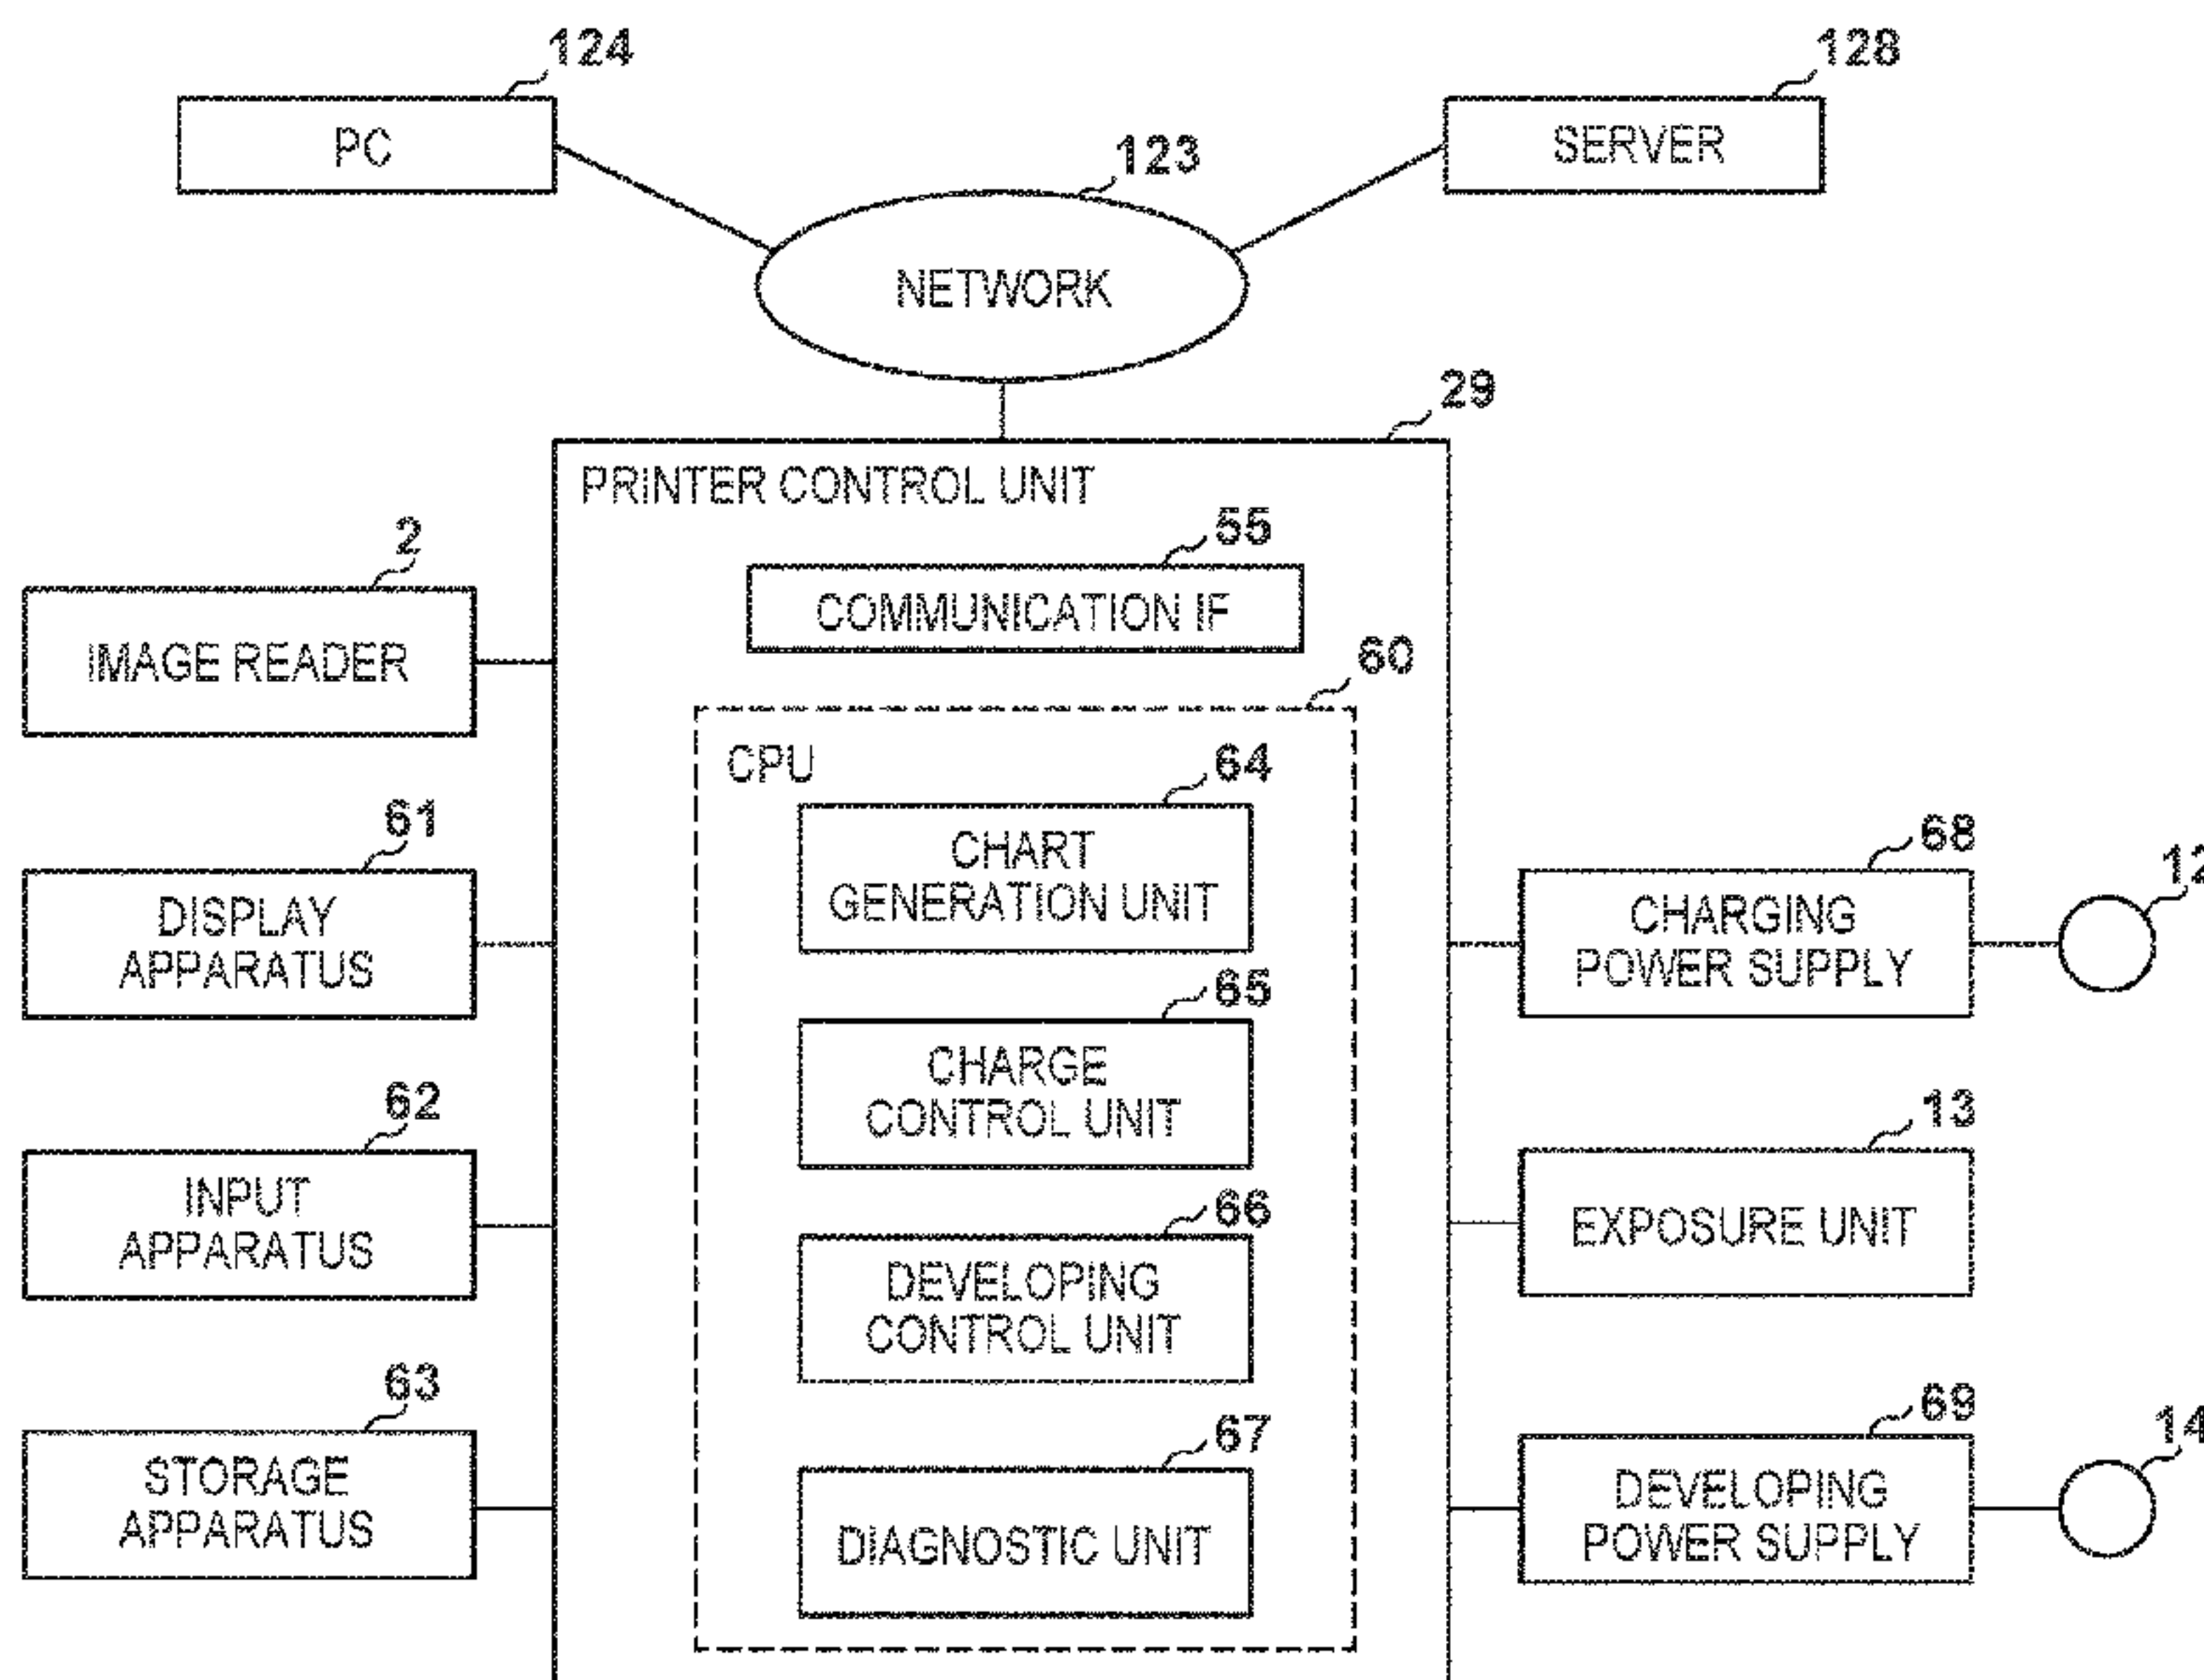 124
128
PC
SERVER
123
NETWORK
29
PRINTER CONTROL UNIT
2
IMAGE READER
55
COMMUNICATION IF
60
CPU
61
DISPLAY
APPARATUS
64
CHART
GENERATION UNIT
68
CHARGING
POWER SUPPLY
12
65
CHARGE
CONTROL UNIT
62
INPUT
APPARATUS
13
EXPOSURE UNIT
66
DEVELOPING
CONTROL UNIT
63
STORAGE
APPARATUS
67
DIAGNOSTIC UNIT
69
DEVELOPING
POWER SUPPLY
14